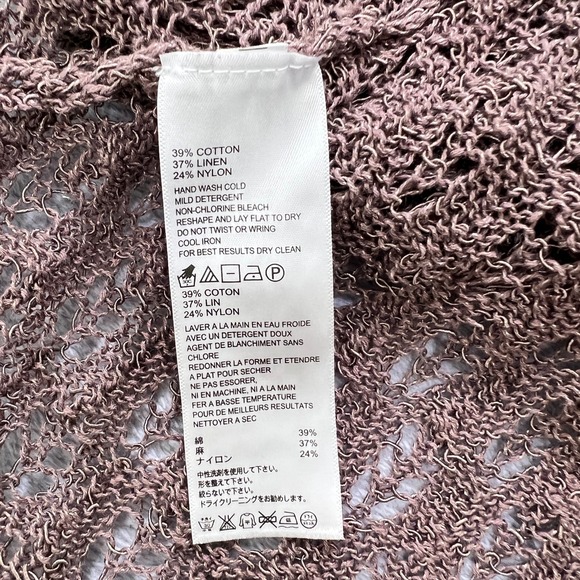 39% COTTON
37% LINEN
24% NYLON
HAND WASH COLD
MILD DETERGENT
NON-CHLORINE BLEACH
RESHAPE AND LAY FLAT TO DRY
DO NOT TWIST OR WRING
COOL IRON
FOR BEST RESULTS DRY CLEAN
P
39% COTON
37% LIN
24% NYLON
LAVER A LA MAIN EN EAU FROIDE
AVEC UN DETERGENT DOUX
AGENT DE BLANCHIMENT SANS
CHLORE
REDONNER LA FORME ET ETENDRE
A PLAT POUR SECHER
NE PAS ESSORER,
NI EN MACHINE, NI A LA MAIN
FER A BASSE TEMPERATURE
POUR DE MEILLEURS RESULTATS
NETTOYER A SEC
綿 39%
麻 37%
ナイロン 24%
中性洗剤を使用して下さい。
形を整えて下さい。
絞らないで下さい。
ドライクリーニングをお勧めします。